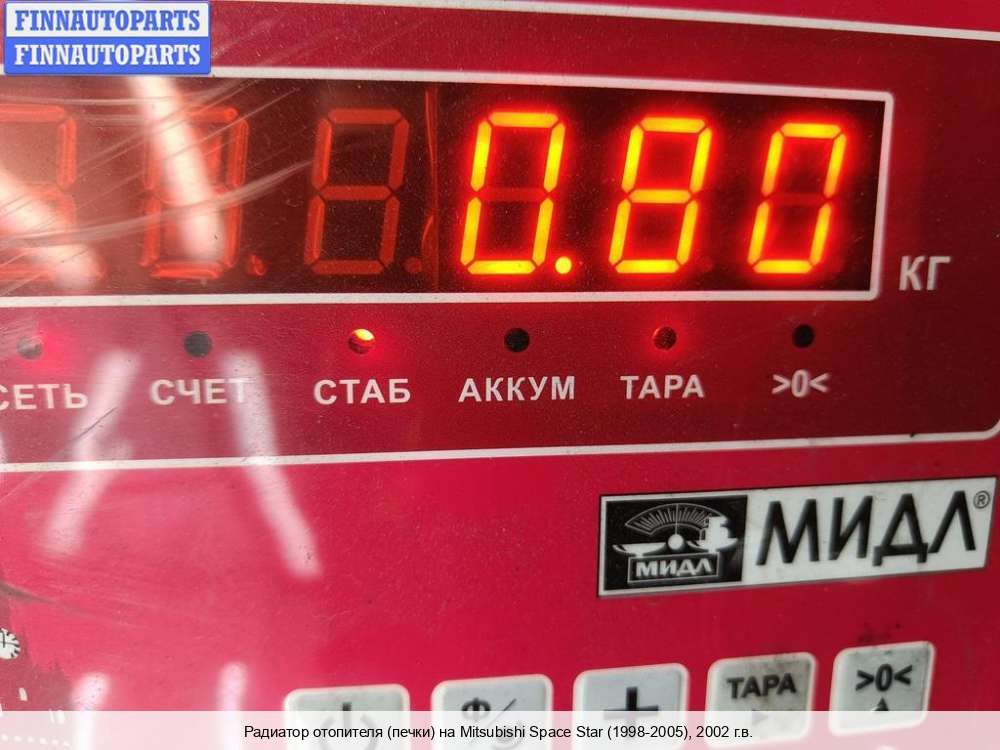 FINNAUTOPARTS
FINNAUTOPARTS
0.80
КГ
СЕТЬ СЧЕТ СТАБ АККУМ ТАРА >0<
МИДЛ МИДЛ®
Ф/
+ ТАРА >0<
Радиатор отопителя (печки) на Mitsubishi Space Star (1998-2005), 2002 г.в.